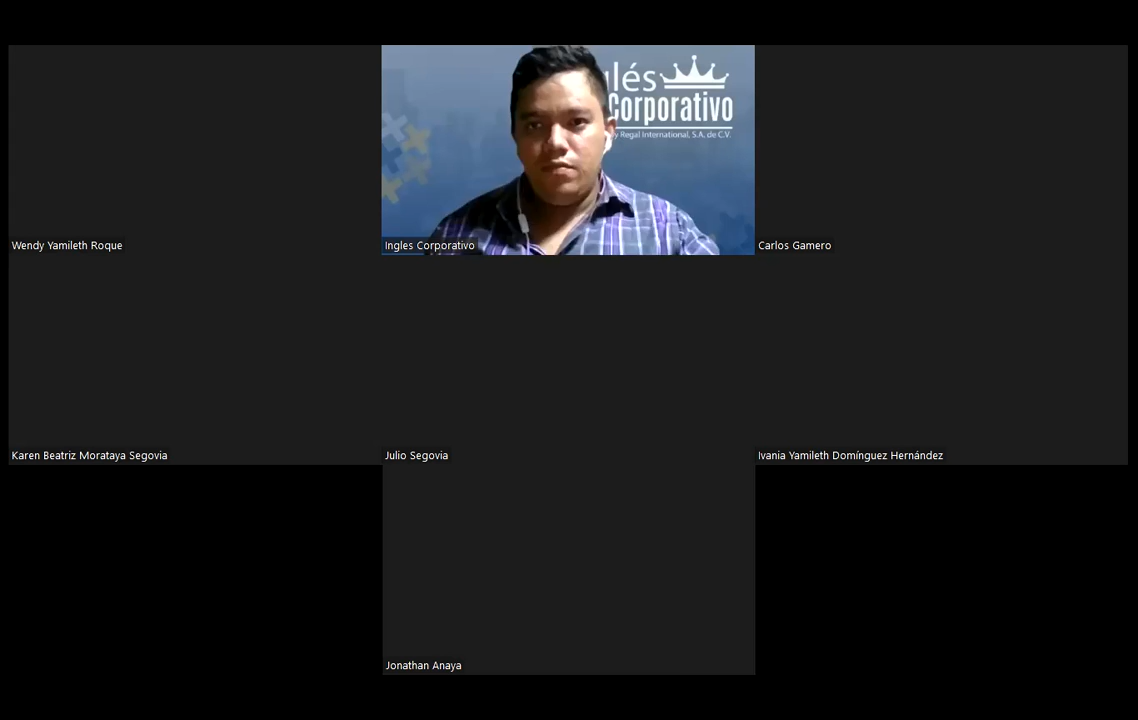 lés
Corporativo
y Regal International, S.A. de C.V.
Wendy Yamileth Roque
Ingles Corporativo
Carlos Gamero
Karen Beatriz Morataya Segovia
Julio Segovia
Ivania Yamileth Domínguez Hernández
Jonathan Anaya